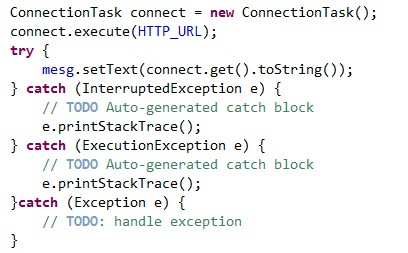 ConnectionTask connect = new ConnectionTask();
connect.execute(HTTP_URL);
try {
    mesg.setText(connect.get().toString());
} catch (InterruptedException e) {
    // TODO Auto-generated catch block
    e.printStackTrace();
} catch (ExecutionException e) {
    // TODO Auto-generated catch block
    e.printStackTrace();
}catch (Exception e) {
    // TODO: handle exception
}